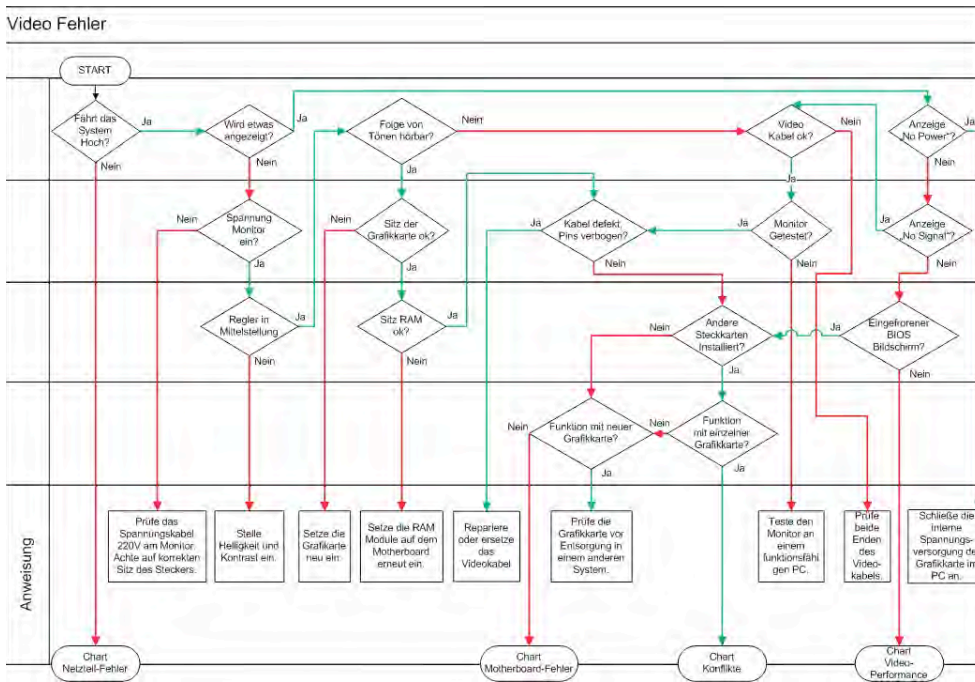 Video Fehler
START
Fährt das
System
Hoch?
Ja
Nein
Wird etwas
angezeigt?
Ja
Nein
Folge von
Tönen hörbar?
Nein
Ja
Video
Kabel ok?
Nein
Ja
Anzeige
„No Power“?
Ja
Nein
Nein
Spannung
Monitor
ein?
Ja
Nein
Sitz der
Grafikkarte ok?
Ja
Ja
Kabel defekt,
Pins verbogen?
Nein
Ja
Monitor
Getestet?
Nein
Ja
Anzeige
„No Signal“?
Nein
Regler in
Mittelstellung
Ja
Nein
Sitz RAM
ok?
Ja
Nein
Nein
Andere
Steckkarten
Installiert?
Ja
Ja
Eingefrorener
BIOS
Bildschirm?
Nein
Nein
Funktion mit neuer
Grafikkarte?
Ja
Nein
Funktion
mit einzelner
Grafikkarte?
Ja
Anweisung
Prüfe das
Spannungskabel
220V am Monitor.
Achte auf korrekten
Sitz des Steckers.
Stelle
Helligkeit und
Kontrast ein.
Setze die
Grafikarte
neu ein.
Setze die RAM
Module auf dem
Motherboard
erneut ein.
Repariere
oder ersetze
das
Videokabel
Prüfe die
Grafikkarte vor
Entsorgung in
einem anderen
System.
Teste den
Monitor an
einem
funktionsfähi
gen PC.
Prüfe
beide
Enden
des
Video-
kabels.
Schließe die
interne
Spannungs-
versorgung de
Grafikkarte im
PC an.
Chart
Netzteil-Fehler
Chart
Motherboard-Fehler
Chart
Konflikte
Chart
Video-
Performance